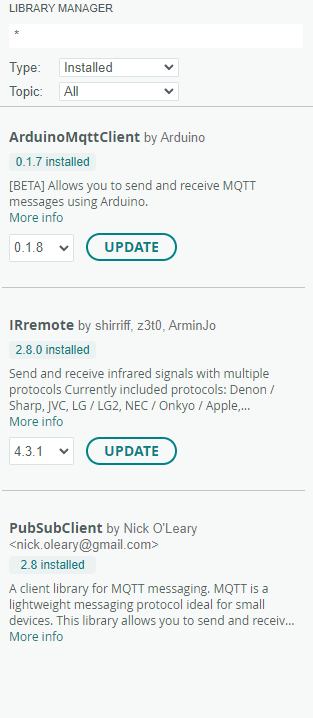 LIBRARY MANAGER
*
Type: Installed
Topic: All
ArduinoMqttClient by Arduino
0.1.7 installed
[BETA] Allows you to send and receive MQTT
messages using Arduino.
More info
0.1.8 UPDATE
IRremote by shirriff, z3t0, ArminJo
2.8.0 installed
Send and receive infrared signals with multiple
protocols Currently included protocols: Denon /
Sharp, JVC, LG / LG2, NEC / Onkyo / Apple,...
More info
4.3.1 UPDATE
PubSubClient by Nick O'Leary
<nick.oleary@gmail.com>
2.8 installed
A client library for MQTT messaging. MQTT is a
lightweight messaging protocol ideal for small
devices. This library allows you to send and receiv...
More info